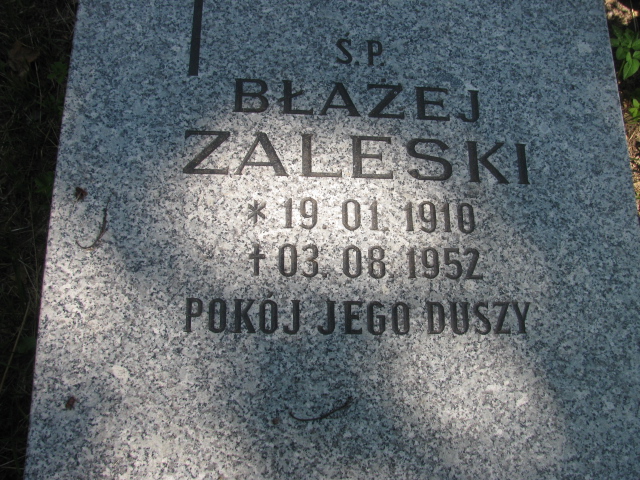 Ś.P.
BŁAŻEJ
ZALESKI
* 19. 01. 1910
✝ 03. 08. 1952
POKÓJ JEGO DUSZY